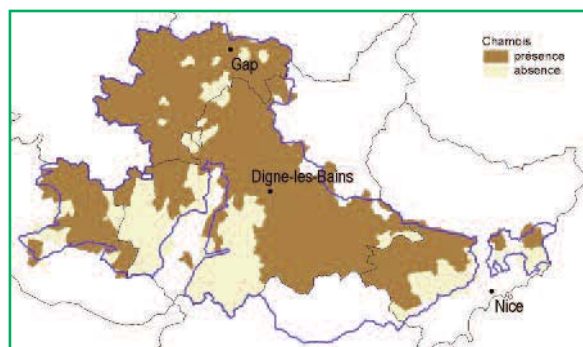 Chamois
présence
absence
Gap
Digne-les-Bains
Nice